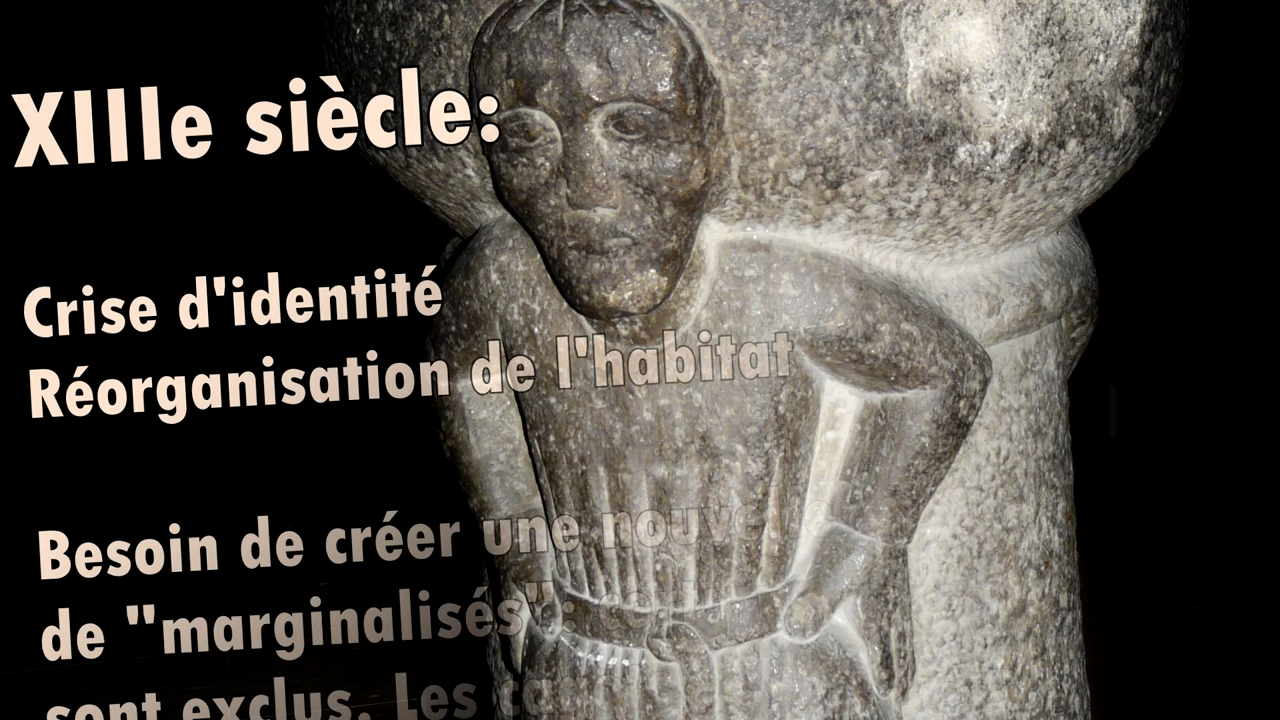 XIIIe siècle:
Crise d'identité
Réorganisation de l'habitat
Besoin de créer une
de "marginalisés":
sont exclus. Les